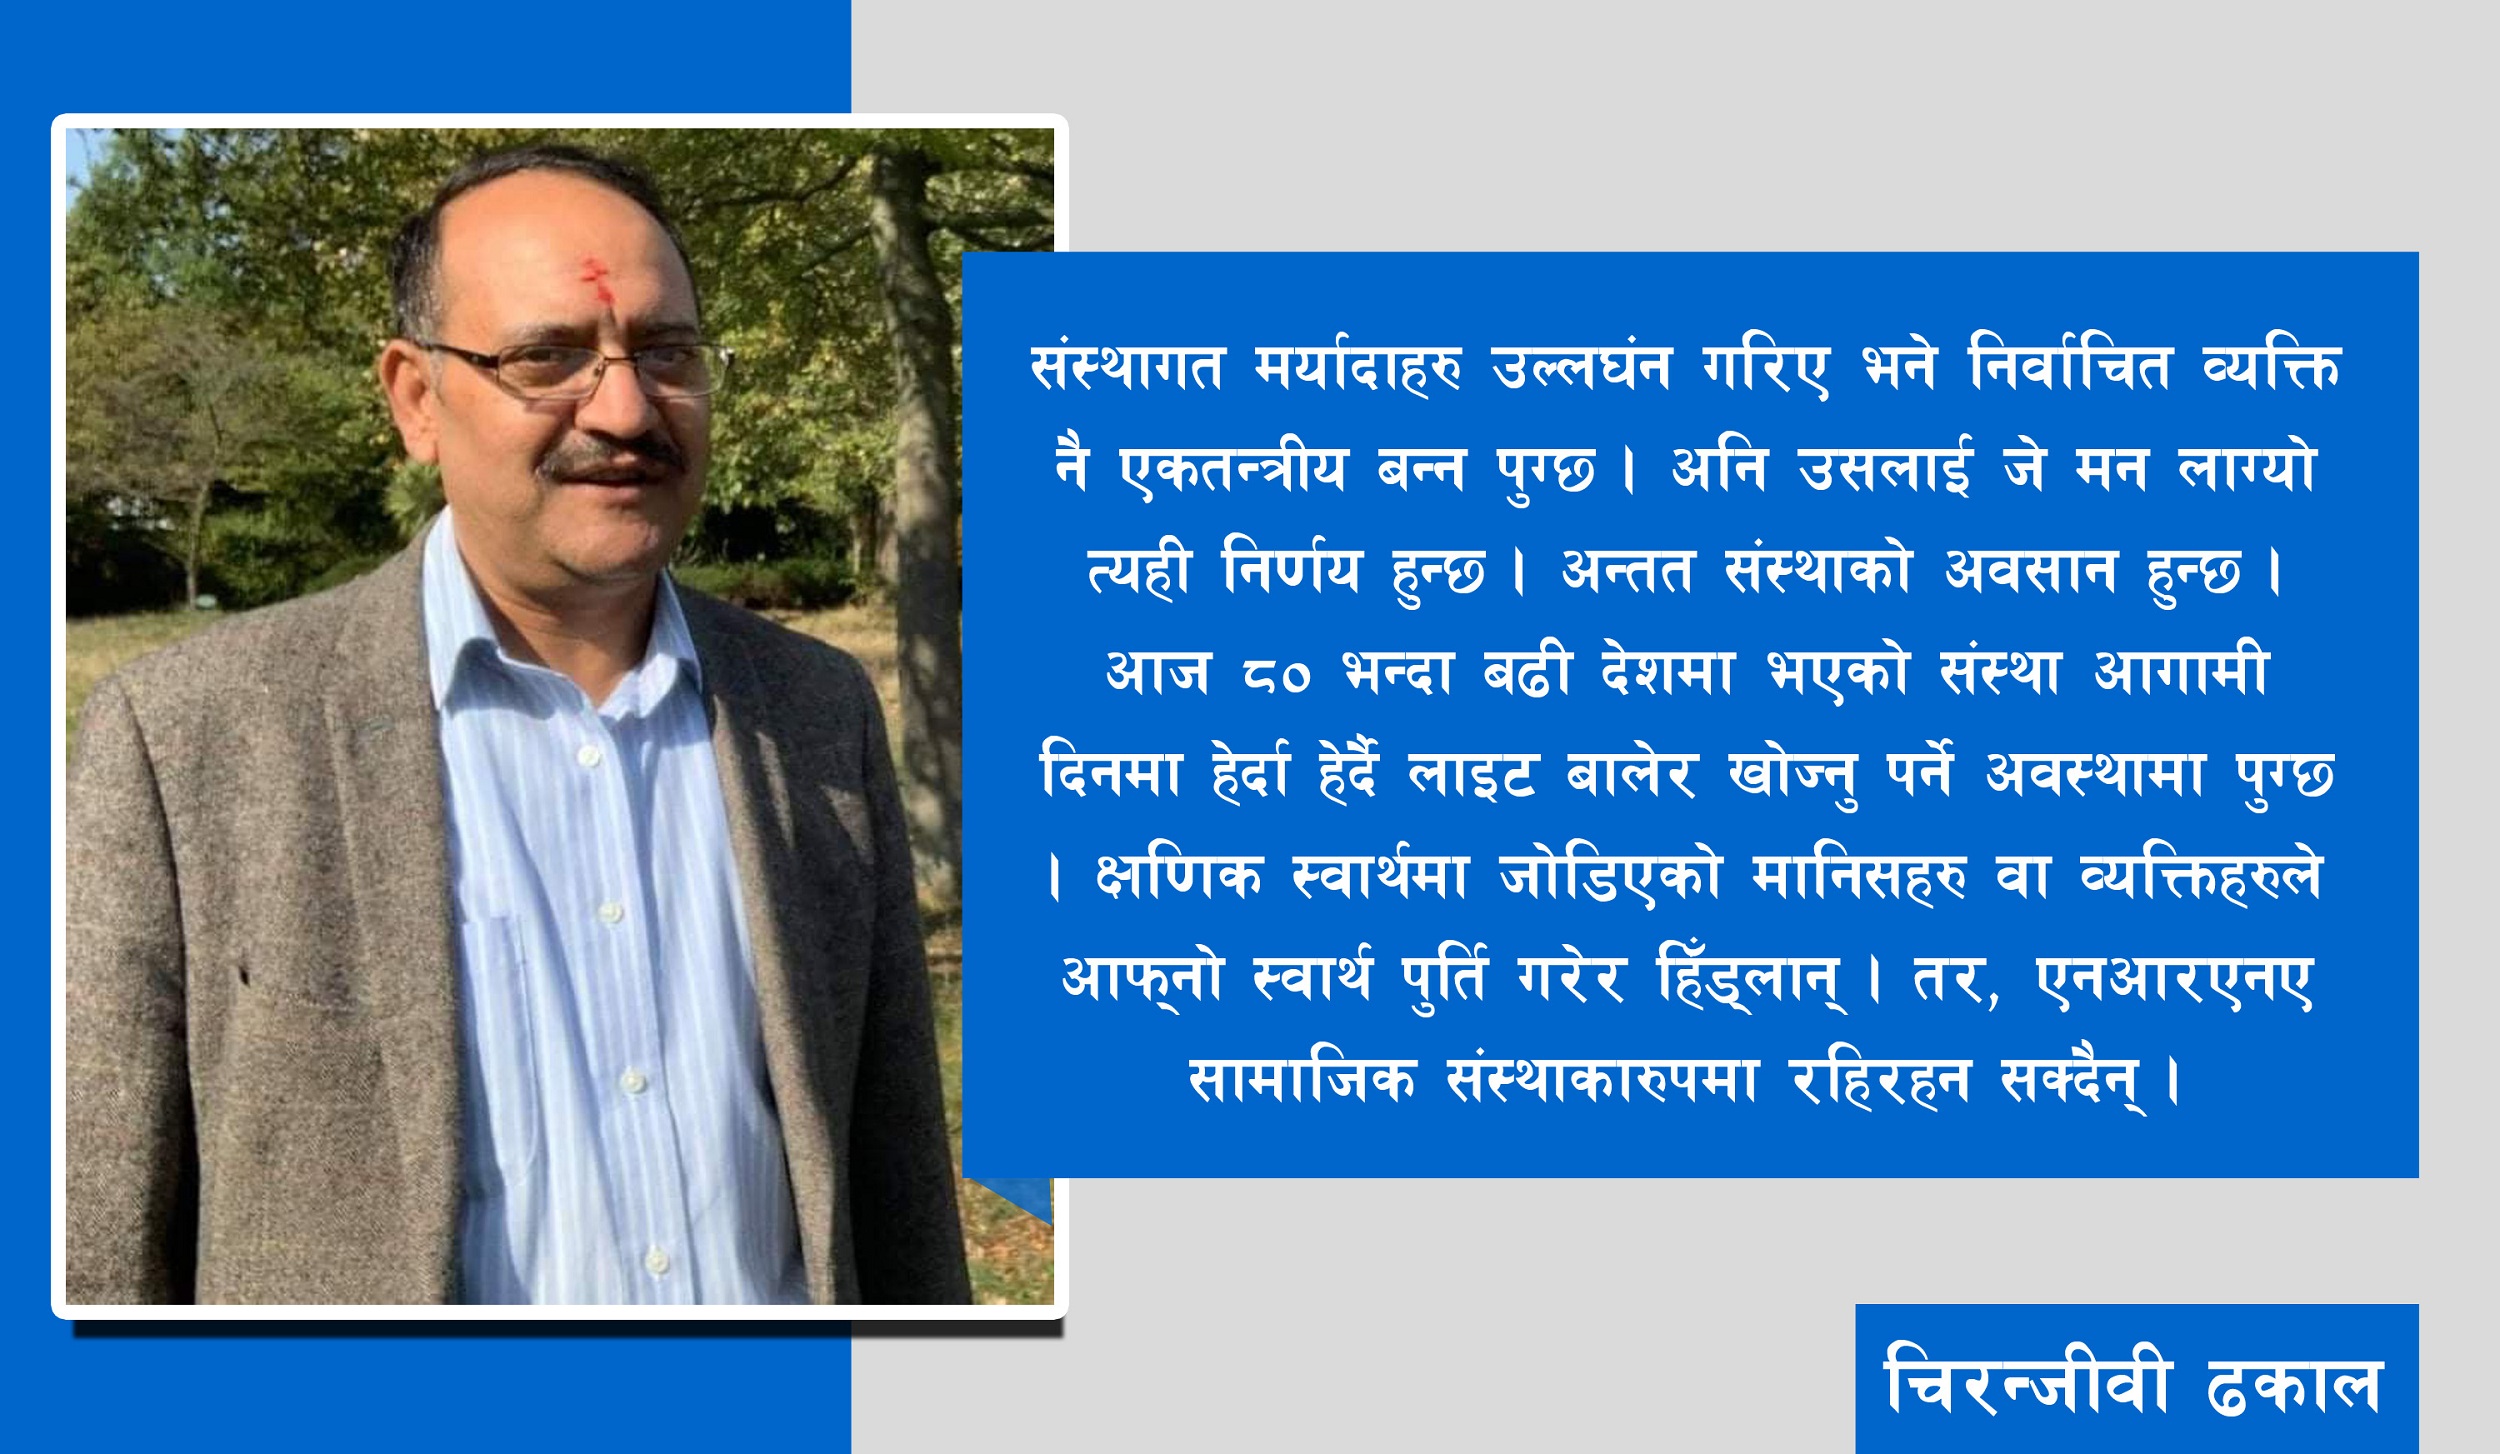 संस्थागत मर्यादाहरु उल्लघंन गरिए भने निर्वाचित व्यक्ति
नै एकतन्त्रीय बन्न पुग्छ । अनि उसलाई जे मन लाग्यो
त्यही निर्णय हुन्छ । अन्तत संस्थाको अवसान हुन्छ ।
आज ८० भन्दा बढी देशमा भएको संस्था आगामी
दिनमा हेर्दा हेर्दै लाइट बालेर खोज्नु पर्ने अवस्थामा पुग्छ
। क्षणिक स्वार्थमा जोडिएको मानिसहरु वा व्यक्तिहरुले
आफ्नो स्वार्थ पुर्ति गरेर हिँड्लान् । तर, एनआरएनए
सामाजिक संस्थाकारुपमा रहिरहन सक्दैन् ।
चिरन्जीवी ढकाल